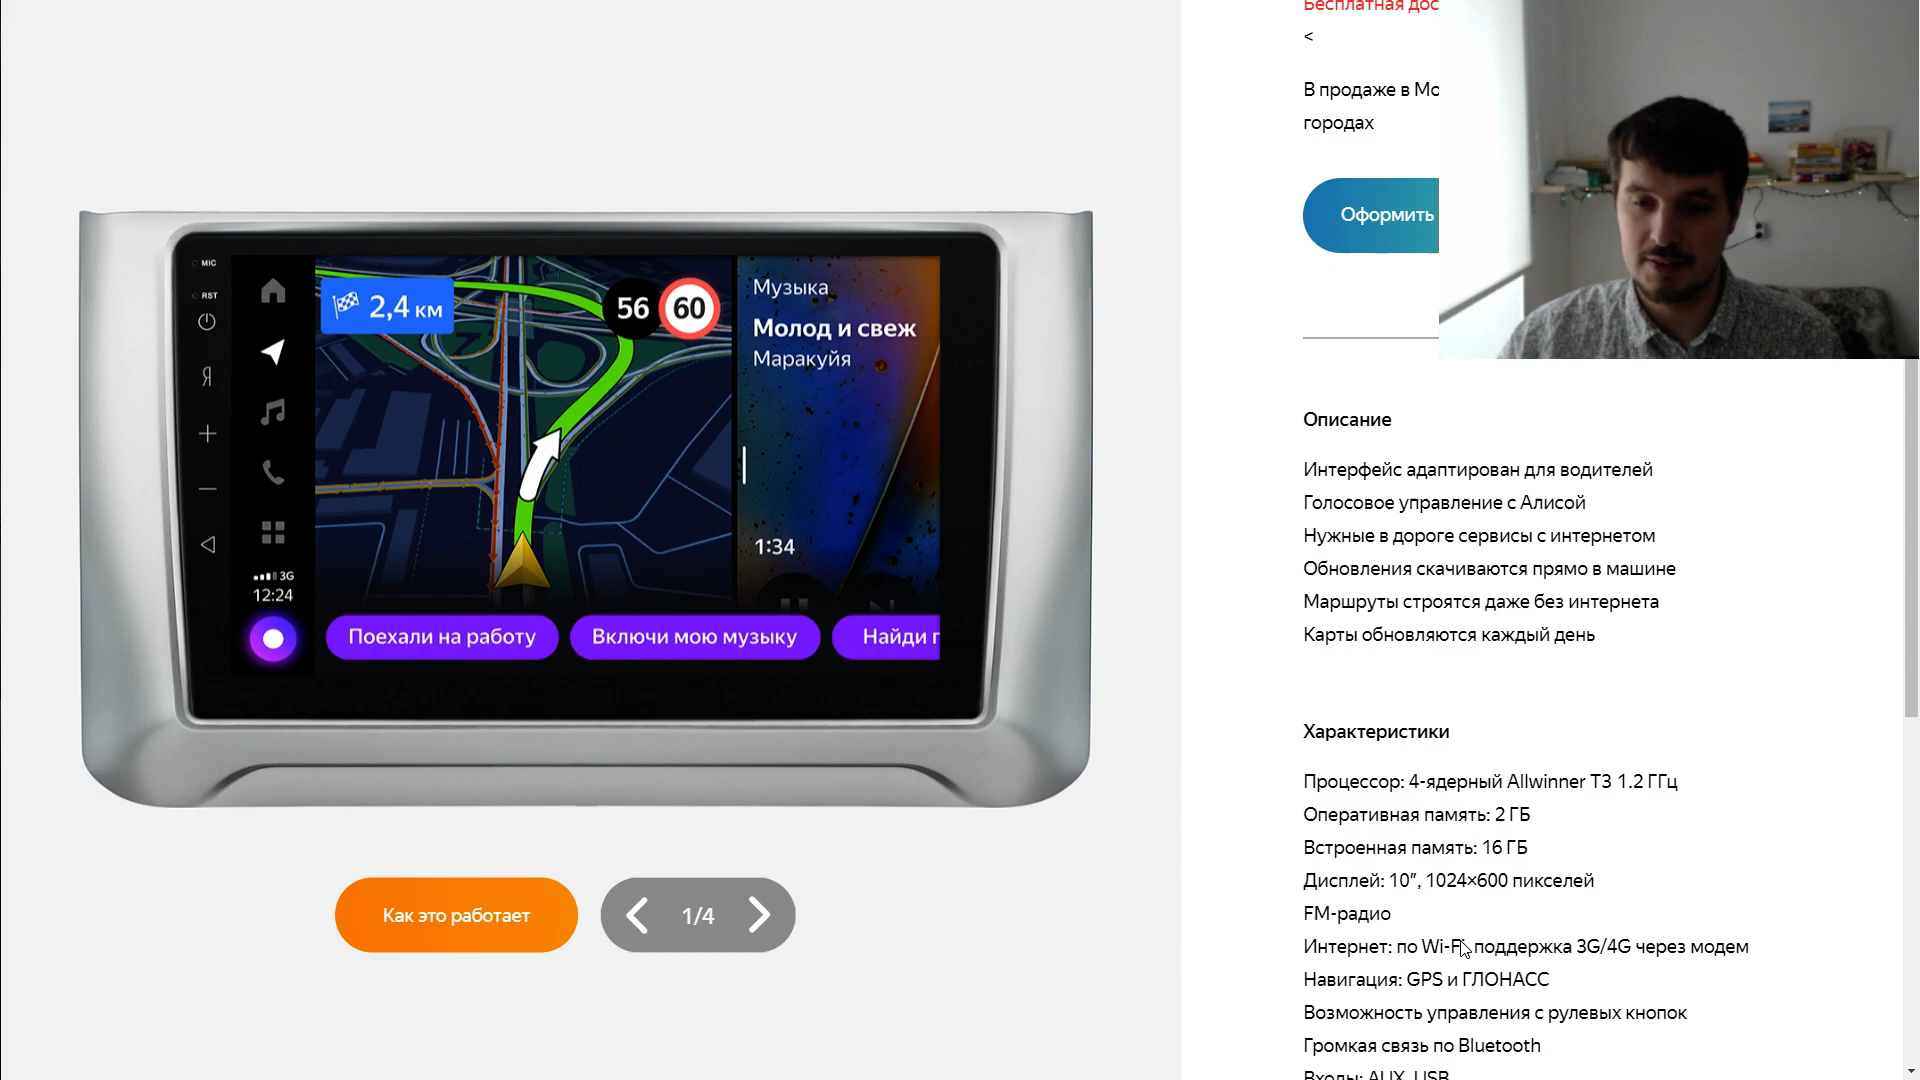 MIC
RST
Я
2,4 км
56
60
Музыка
Молод и свеж
Маракуйя
1:34
3G
12:24
Поехали на работу
Включи мою музыку
Найди
Как это работает
1/4
Бесплатная
<
В продаже в
городах
Оформить
Описание
Интерфейс адаптирован для водителей
Голосовое управление с Алисой
Нужные в дороге сервисы с интернетом
Обновления скачиваются прямо в машине
Маршруты строятся даже без интернета
Карты обновляются каждый день
Характеристики
Процессор: 4-ядерный Allwinner T3 1.2 ГГц
Оперативная память: 2 ГБ
Встроенная память: 16 ГБ
Дисплей: 10”, 1024×600 пикселей
FM-радио
Интернет: по Wi-Fi, поддержка 3G/4G через модем
Навигация: GPS и ГЛОНАСС
Возможность управления с рулевых кнопок
Громкая связь по Bluetooth
Входы: AUX, USB